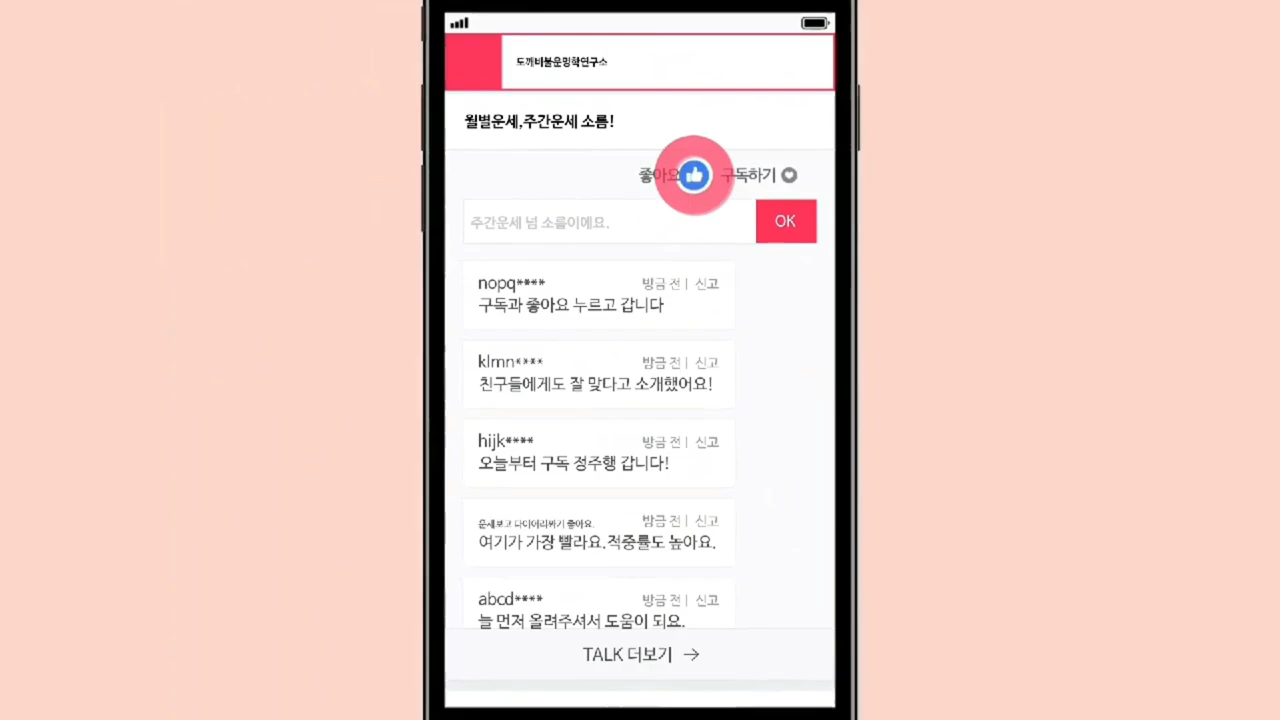 도깨비불운망학연구소
월별운세,주간운세 소름!
좋아요 구독하기
주간운세 넘 소름이에요. OK
nopq**** 방금 전 | 신고
구독과 좋아요 누르고 갑니다
klmn**** 방금 전 | 신고
친구들에게도 잘 맞다고 소개했어요!
hijk**** 방금 전 | 신고
오늘부터 구독 정주행 갑니다!
운세보고 다이어리짜기 좋아요. 방금 전 | 신고
여기가 가장 빨라요.적중률도 높아요.
abcd**** 방금 전 | 신고
늘 먼저 올려주셔서 도움이 되요.
TALK 더보기 →